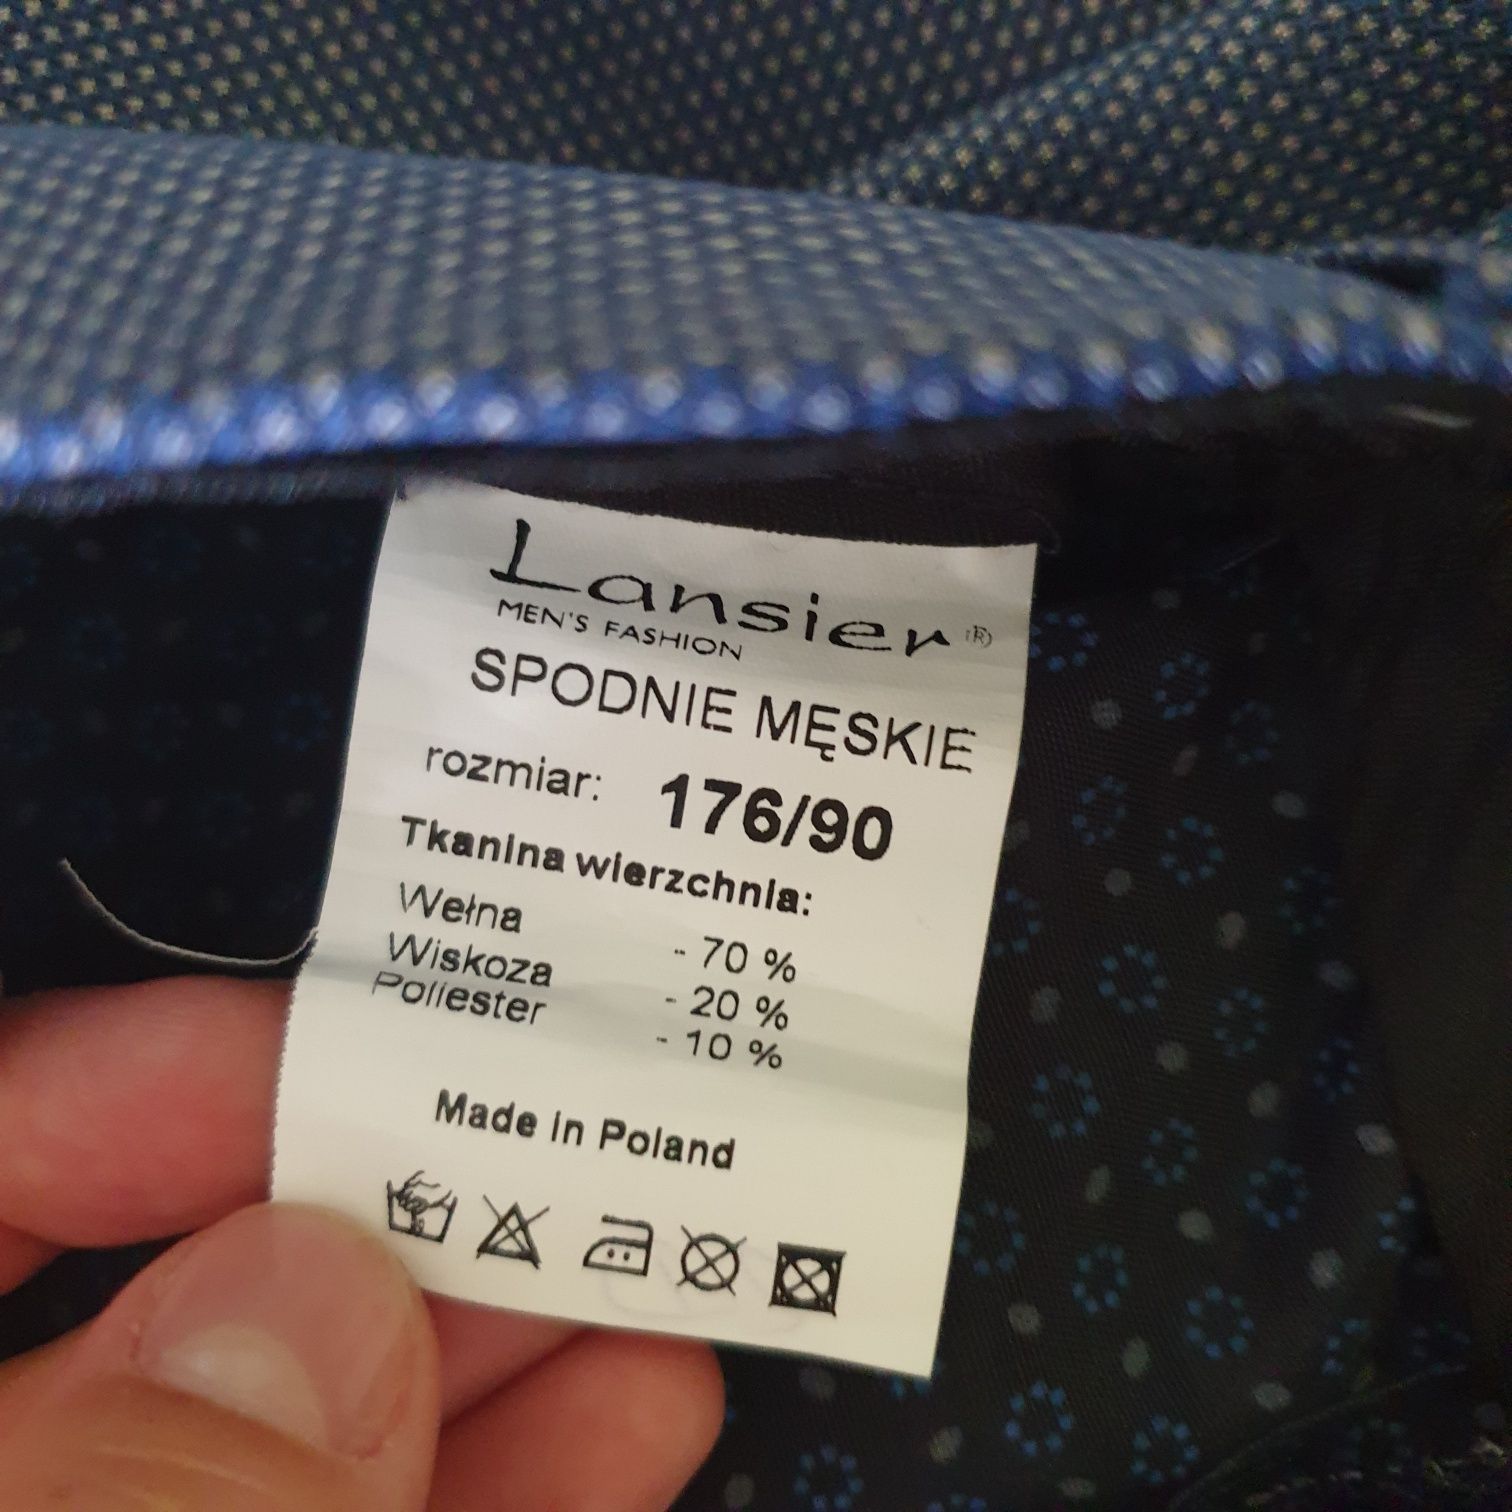 Lansier ®
MEN'S FASHION
SPODNIE MĘSKIE
rozmiar: 176/90
Tkanina wierzchnia:
Wełna - 70 %
Wiskoza - 20 %
Poliester - 10 %
Made in Poland